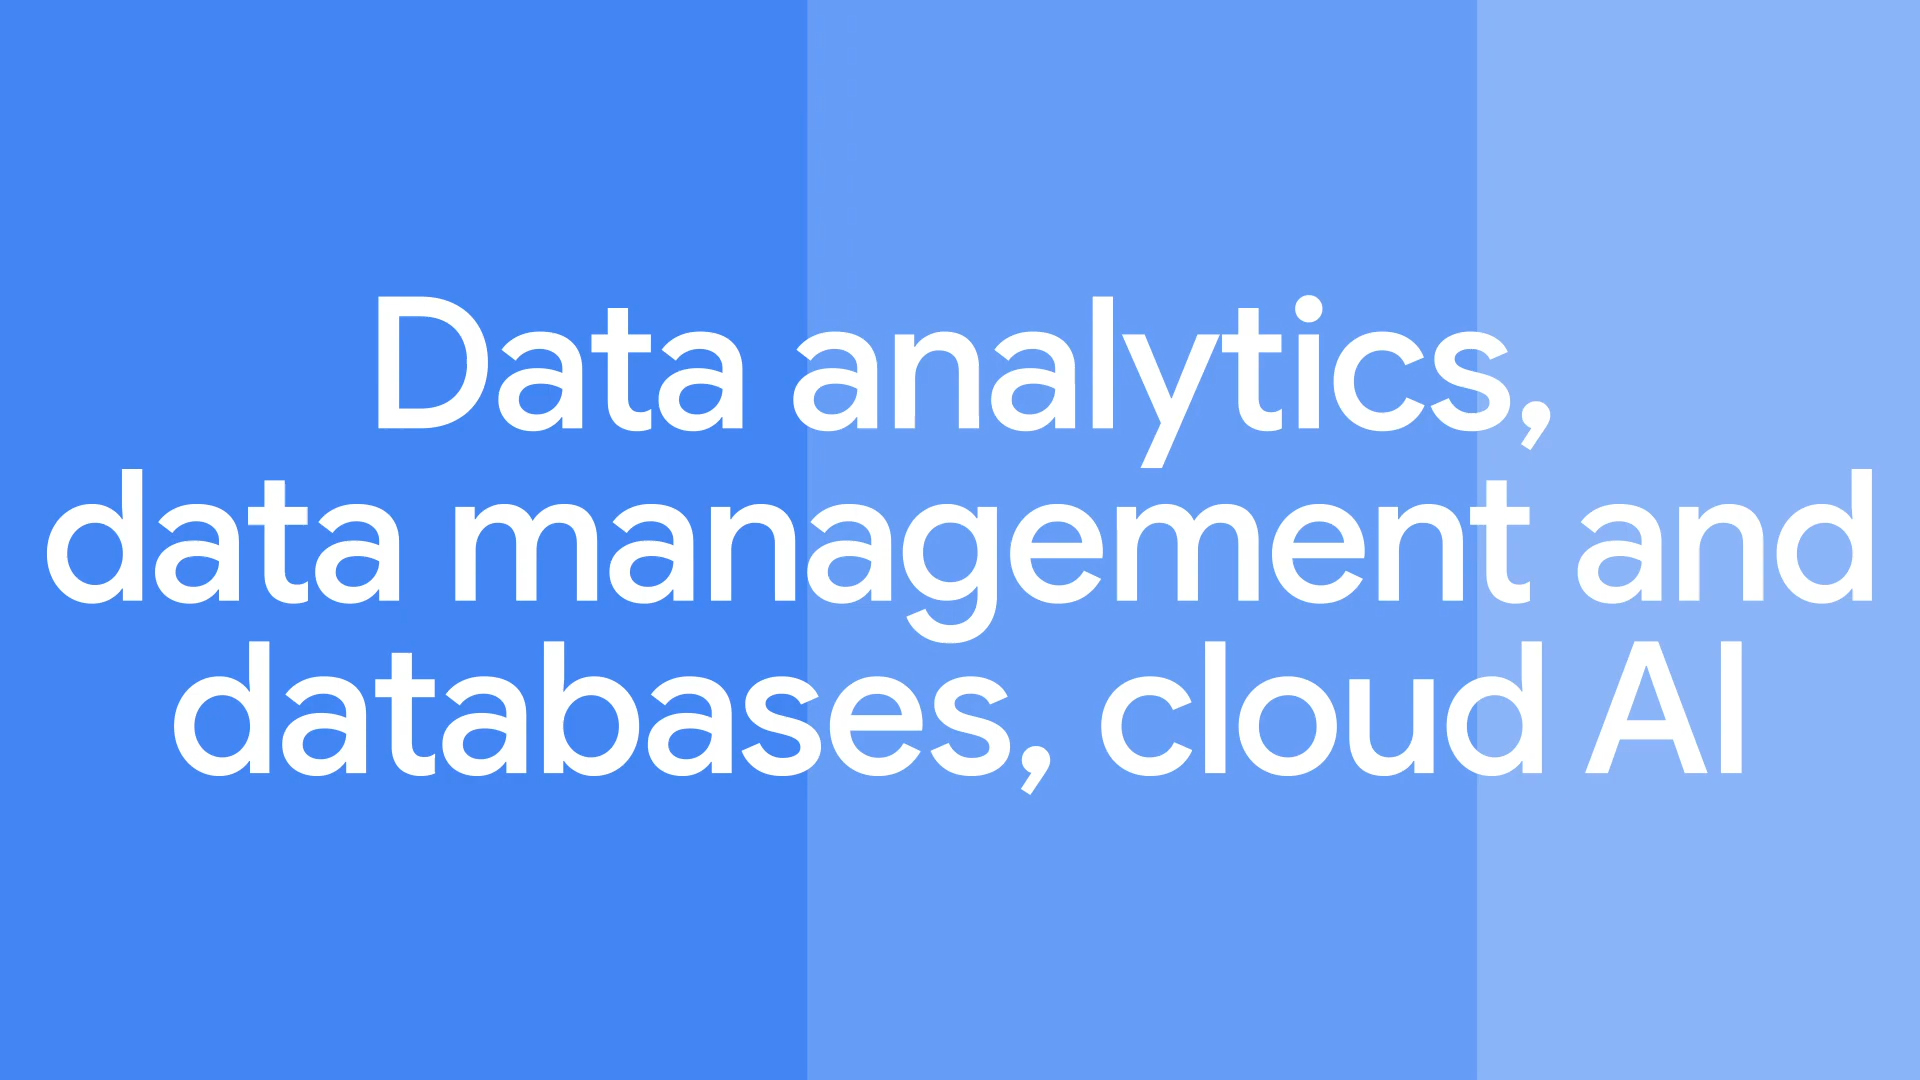 Data analytics,
data management and
databases, cloud AI